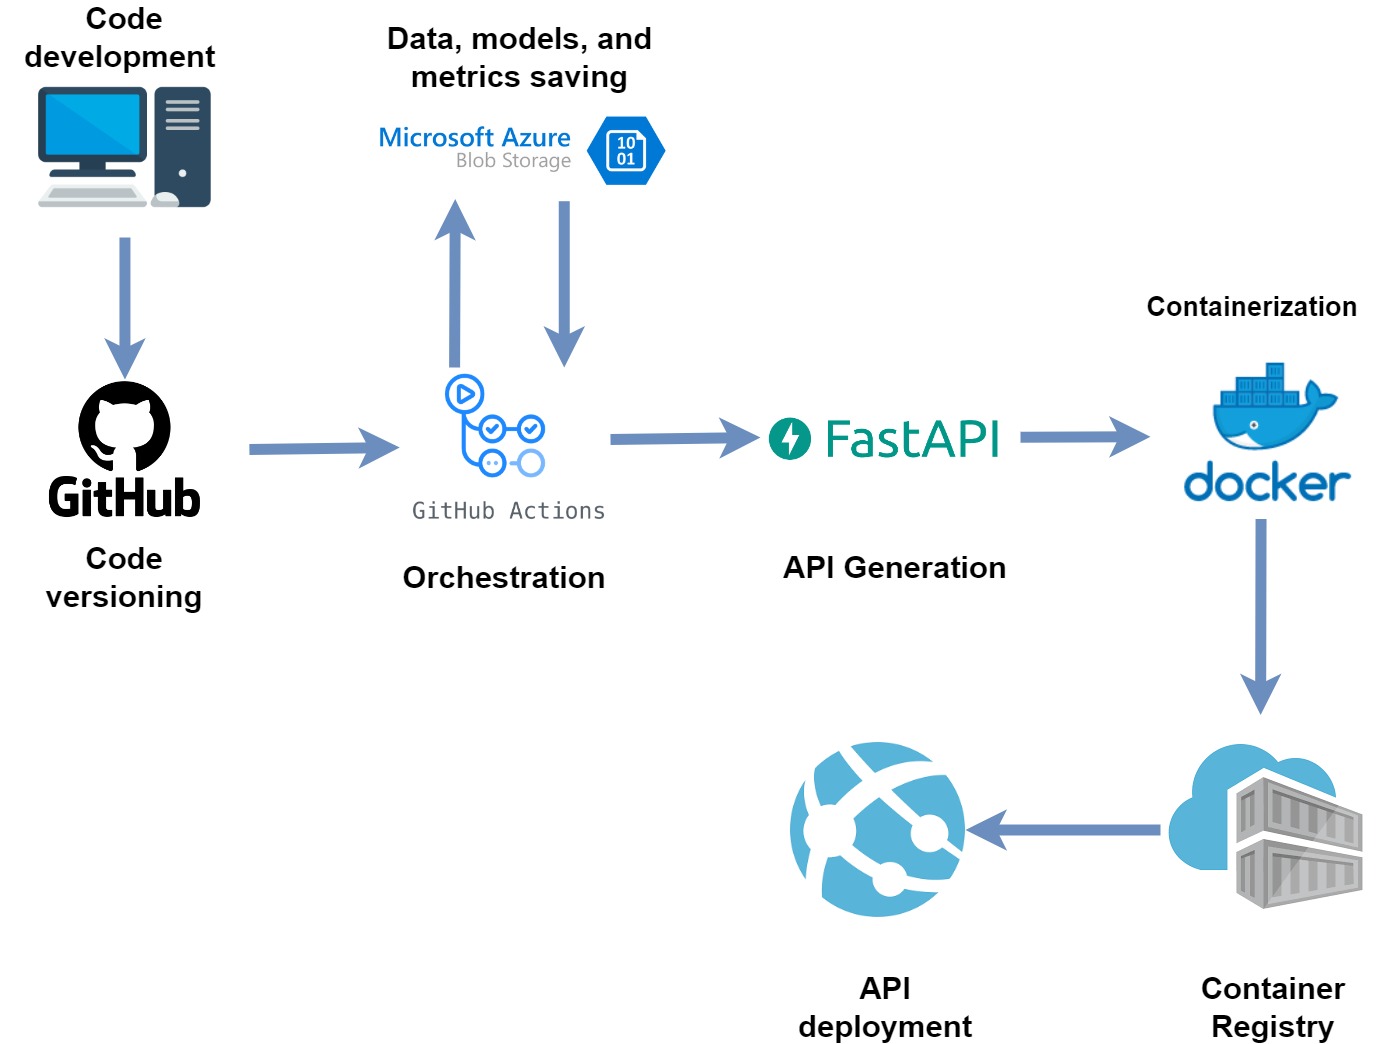 Code
development
Data, models, and
metrics saving
Microsoft Azure
Blob Storage
10
01
Containerization
GitHub
Code
versioning
GitHub Actions
Orchestration
FastAPI
API Generation
docker
API
deployment
Container
Registry